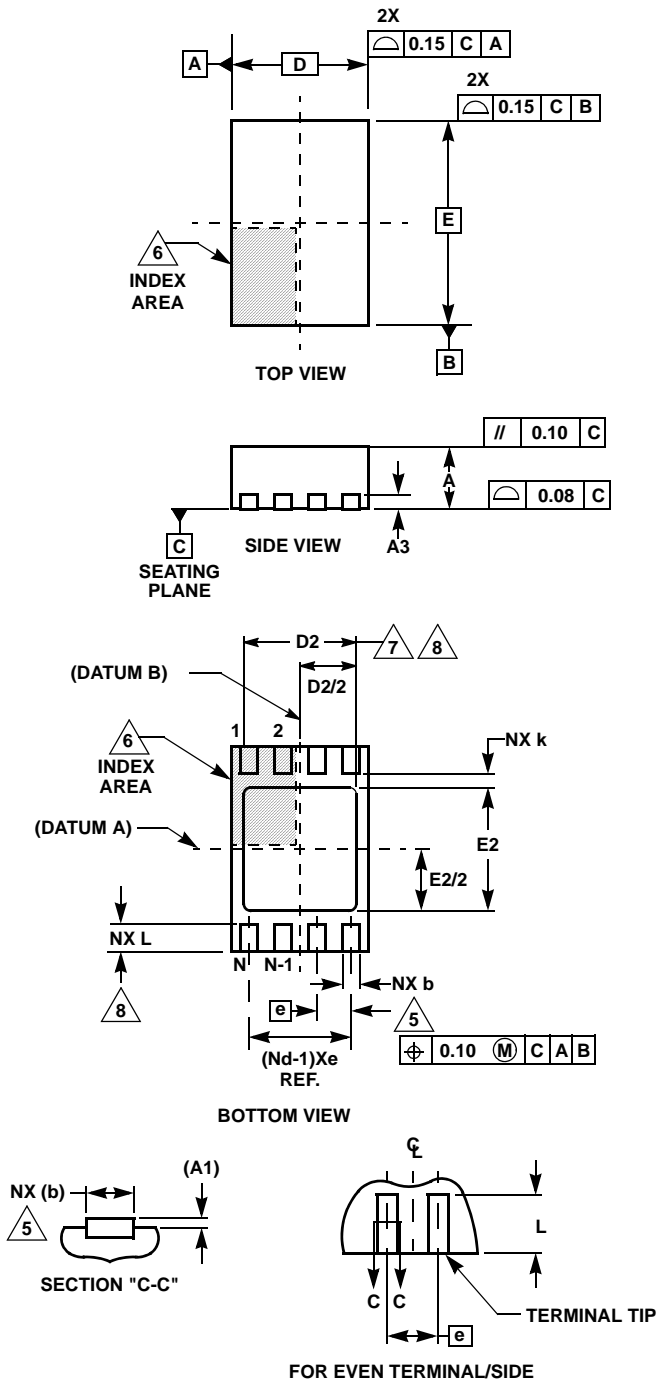 2X
⌓ 0.15 C A
A
D
2X
⌓ 0.15 C B
E
6
INDEX
AREA
B
TOP VIEW
// 0.10 C
A
⌓ 0.08 C
C
SIDE VIEW
A3
SEATING
PLANE
D2
7 8
(DATUM B)
D2/2
1 2
6
INDEX
AREA
NX k
(DATUM A)
E2
E2/2
NX L
N N-1
NX b
8
e
5
(Nd-1)Xe
REF.
⌖ 0.10 Ⓜ C A B
BOTTOM VIEW
(A1)
NX (b)
5
SECTION "C-C"
℄
L
C C
TERMINAL TIP
e
FOR EVEN TERMINAL/SIDE